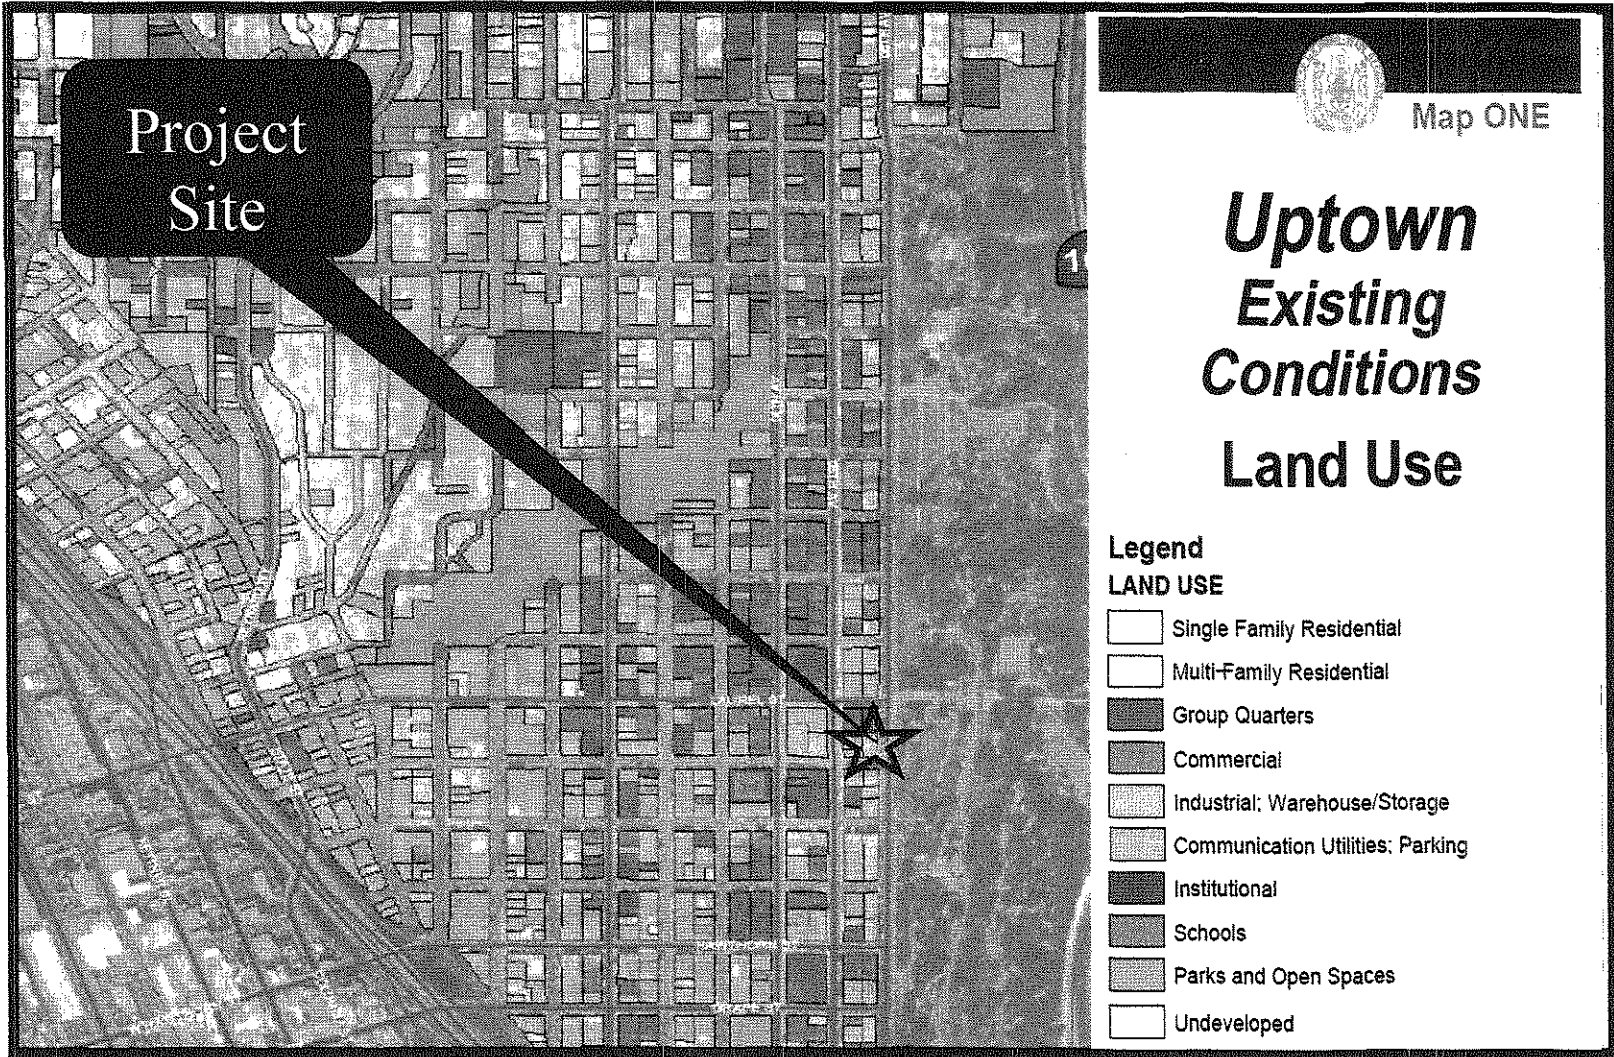 Project
Site
1
Map ONE
Uptown
Existing
Conditions
Land Use
Legend
LAND USE
Single Family Residential
Multi-Family Residential
Group Quarters
Commercial
Industrial; Warehouse/Storage
Communication Utilities; Parking
Institutional
Schools
Parks and Open Spaces
Undeveloped